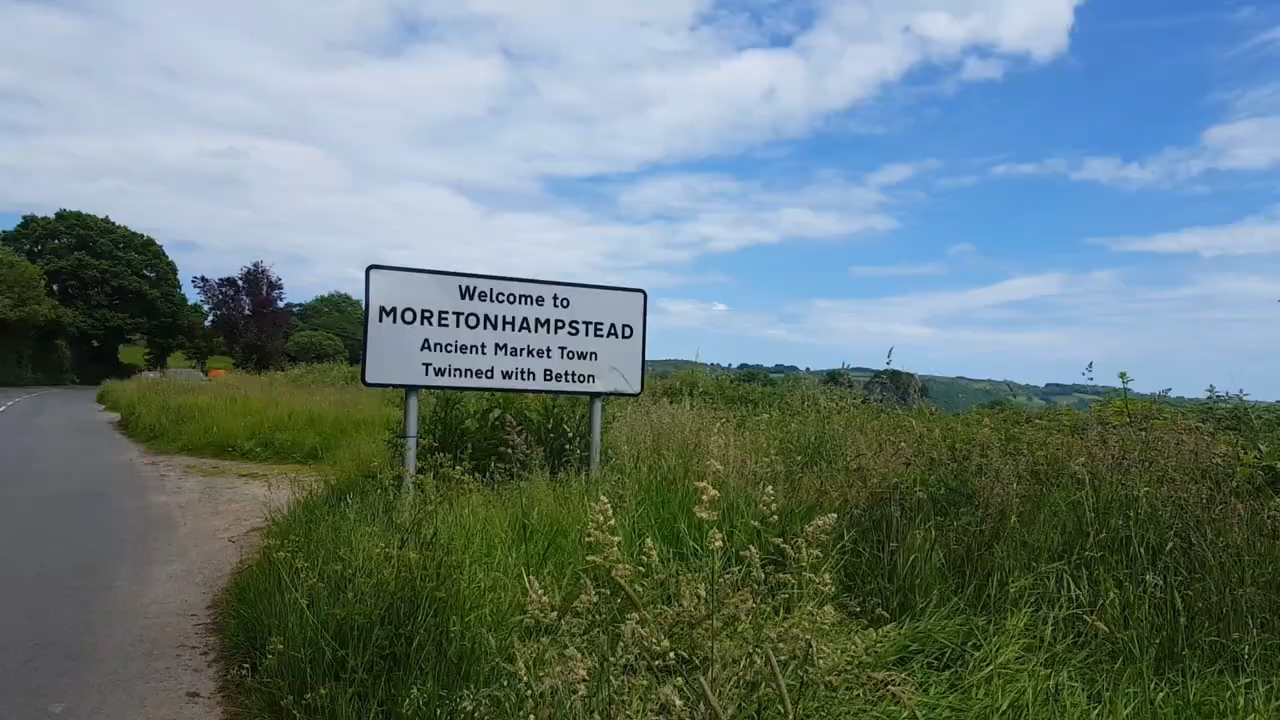 Welcome to
MORETONHAMPSTEAD
Ancient Market Town
Twinned with Betton